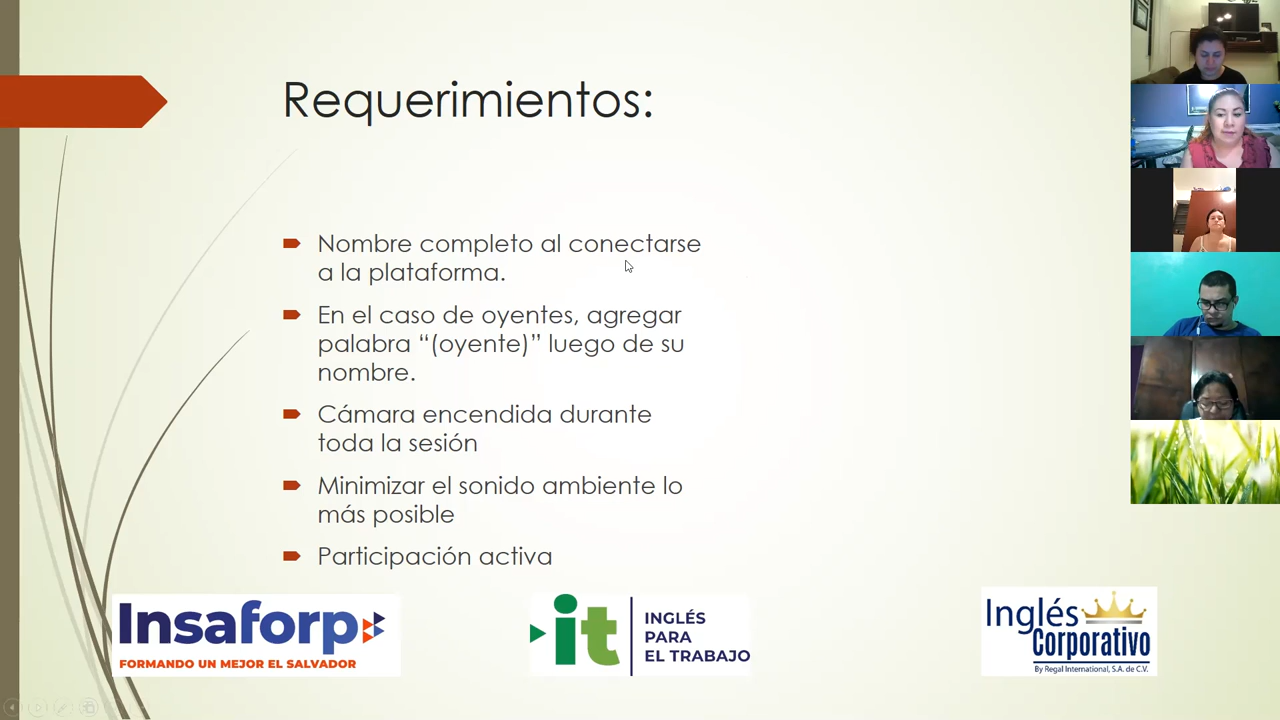 Requerimientos:
Nombre completo al conectarse
a la plataforma.
En el caso de oyentes, agregar
palabra “(oyente)” luego de su
nombre.
Cámara encendida durante
toda la sesión
Minimizar el sonido ambiente lo
más posible
Participación activa
Insaforp
FORMANDO UN MEJOR EL SALVADOR
it
INGLÉS
PARA
EL TRABAJO
Inglés
Corporativo
By Regal International, S.A. de C.V.